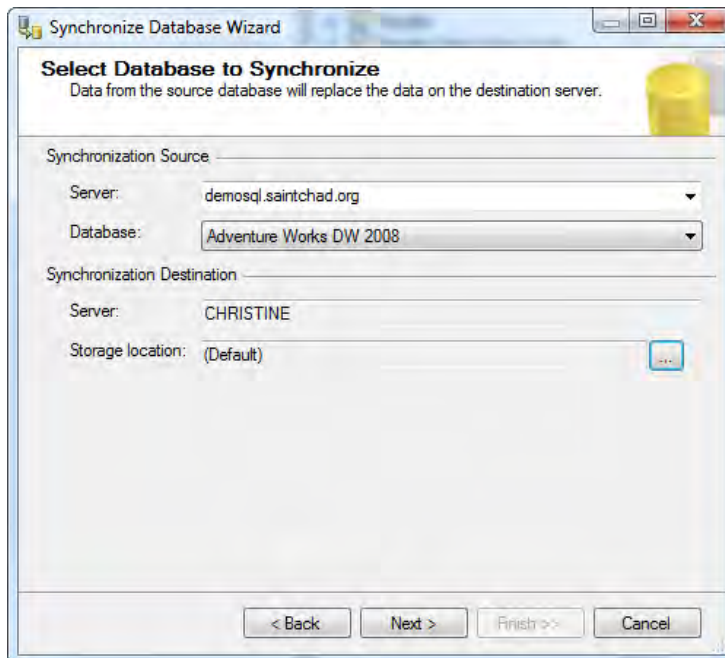 Synchronize Database Wizard
Select Database to Synchronize
Data from the source database will replace the data on the destination server.
Synchronization Source
Server: demosql.saintchad.org
Database: Adventure Works DW 2008
Synchronization Destination
Server: CHRISTINE
Storage location: (Default) ...
< Back Next > Finish >> Cancel